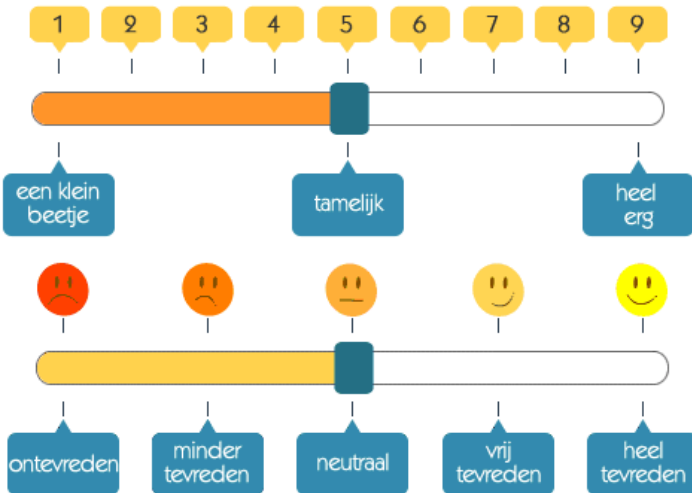 1 2 3 4 5 6 7 8 9
een klein
beetje
tamelijk
heel
erg
ontevreden
minder
tevreden
neutraal
vrij
tevreden
heel
tevreden